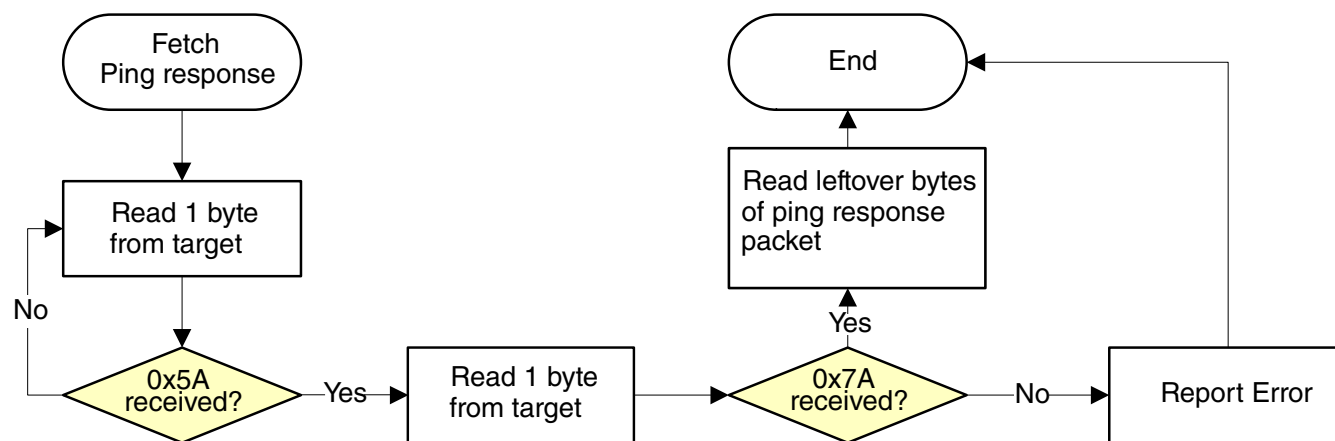 Fetch
Ping response
End
Read 1 byte
from target
Read leftover bytes
of ping response
packet
No
Yes
0x5A
received?
Yes
Read 1 byte
from target
0x7A
received?
No
Report Error